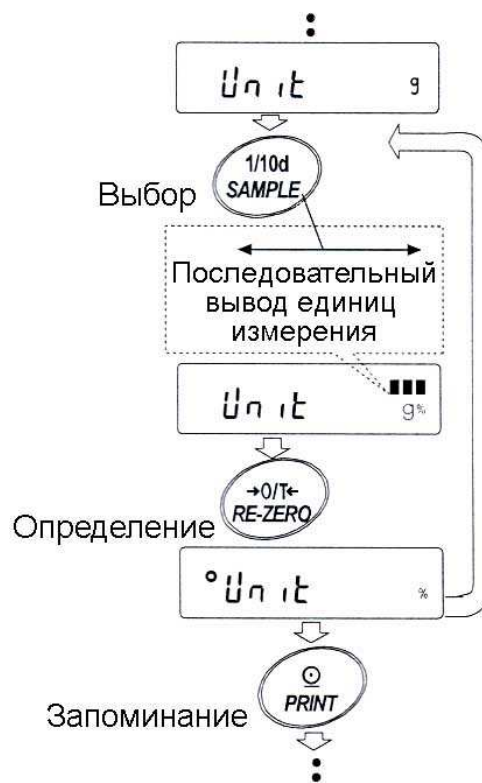 Unit g
1/10d
SAMPLE
Выбор
Последовательный
вывод единиц
измерения
Unit g%
→0/T←
RE-ZERO
Определение
°Unit %
PRINT
Запоминание